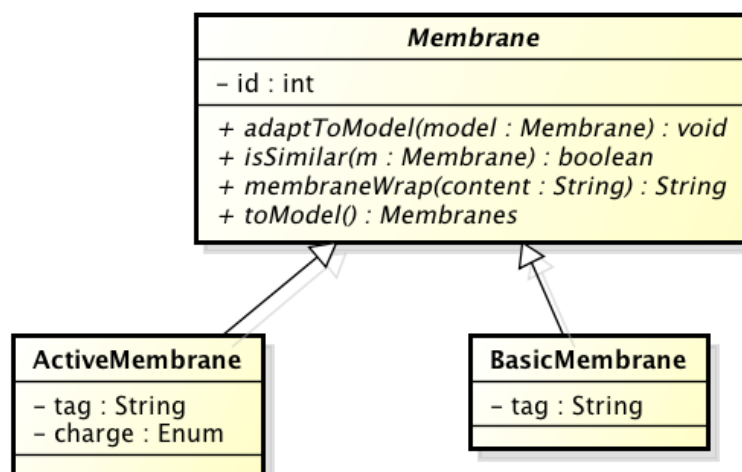 Membrane
– id : int
+ adaptToModel(model : Membrane) : void
+ isSimilar(m : Membrane) : boolean
+ membraneWrap(content : String) : String
+ toModel() : Membranes
ActiveMembrane
– tag : String
– charge : Enum
BasicMembrane
– tag : String